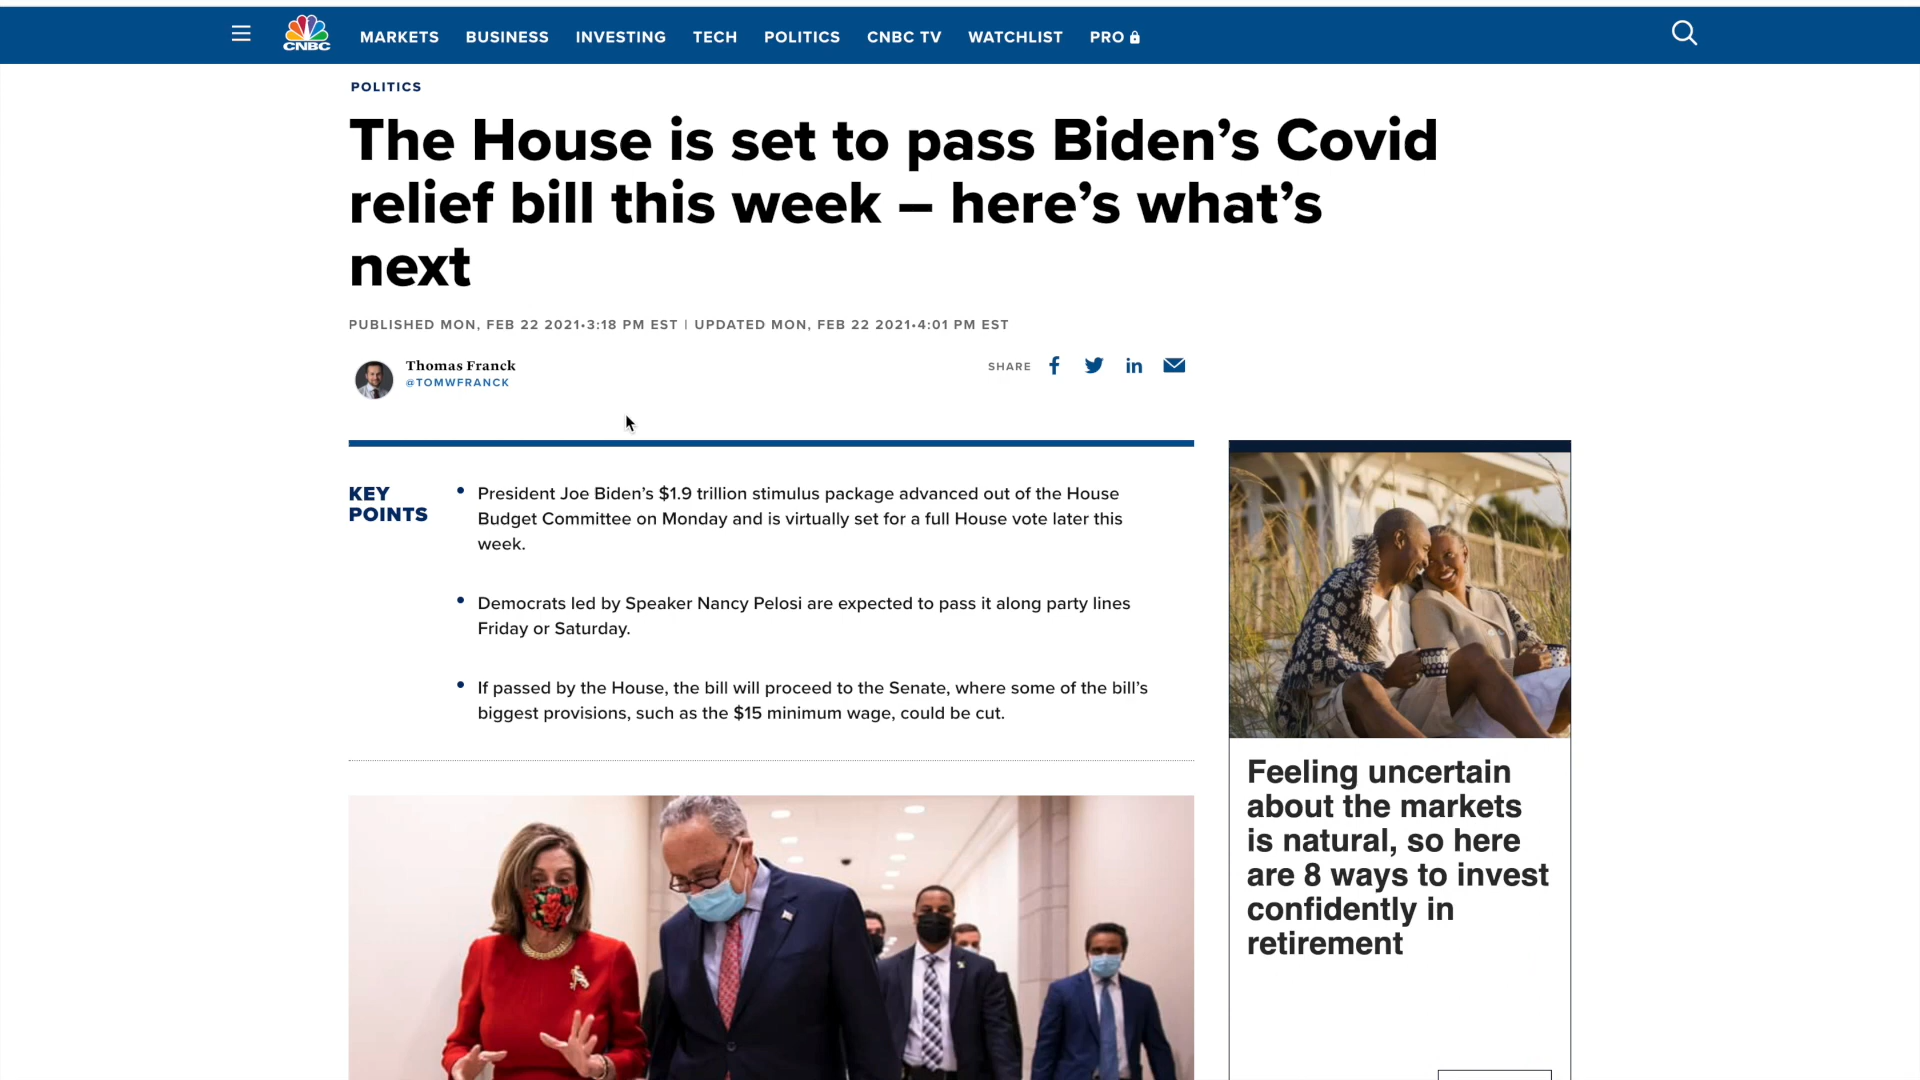 CNBC
MARKETS BUSINESS INVESTING TECH POLITICS CNBC TV WATCHLIST PRO
POLITICS
The House is set to pass Biden’s Covid
relief bill this week – here’s what’s
next
PUBLISHED MON, FEB 22 2021•3:18 PM EST | UPDATED MON, FEB 22 2021•4:01 PM EST
Thomas Franck
@TOMWFRANCK
SHARE
KEY
POINTS
• President Joe Biden’s $1.9 trillion stimulus package advanced out of the House
Budget Committee on Monday and is virtually set for a full House vote later this
week.
• Democrats led by Speaker Nancy Pelosi are expected to pass it along party lines
Friday or Saturday.
• If passed by the House, the bill will proceed to the Senate, where some of the bill’s
biggest provisions, such as the $15 minimum wage, could be cut.
Feeling uncertain
about the markets
is natural, so here
are 8 ways to invest
confidently in
retirement